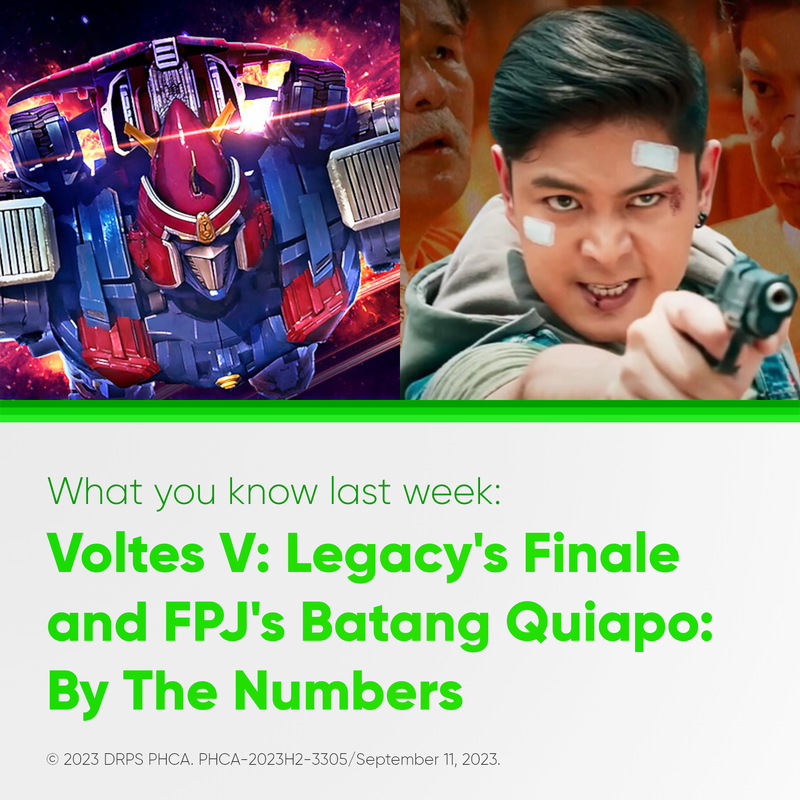 What you know last week:
Voltes V: Legacy's Finale
and FPJ's Batang Quiapo:
By The Numbers
© 2023 DRPS PHCA. PHCA-2023H2-3305/September 11, 2023.